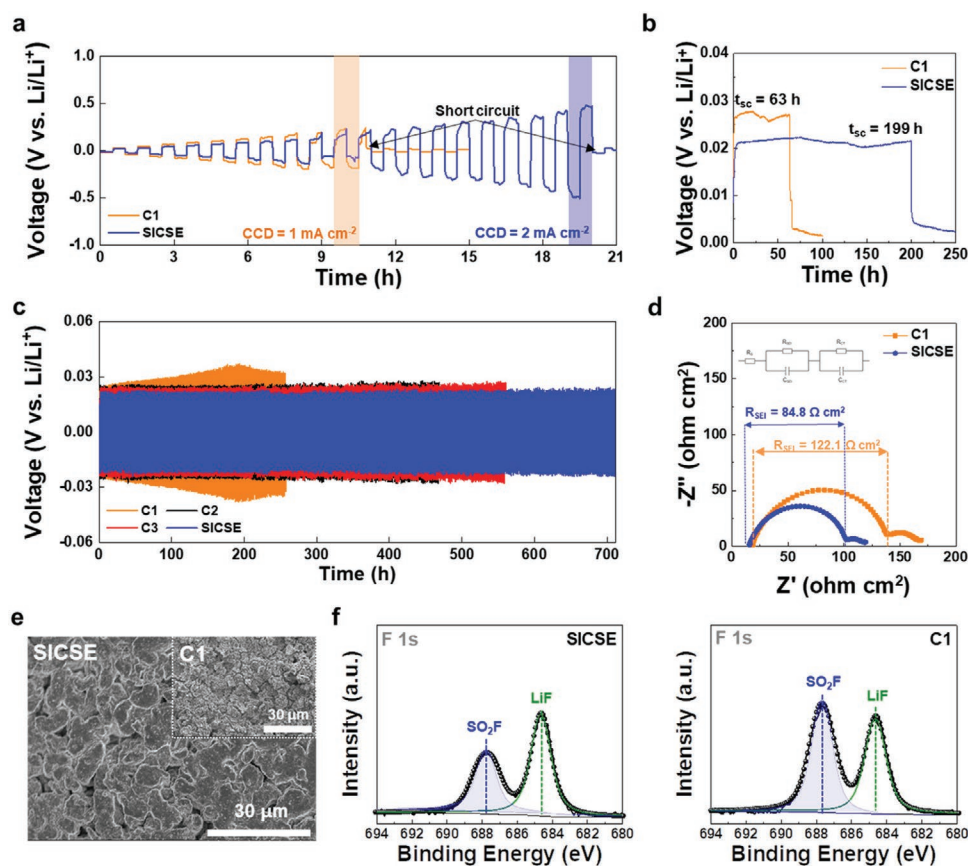 a
Voltage (V vs. Li/Li⁺)
1.0
0.5
0.0
-0.5
-1.0
Short circuit
C1
SICSE
CCD = 1 mA cm⁻²
CCD = 2 mA cm⁻²
0 3 6 9 12 15 18 21
Time (h)
b
Voltage (V vs. Li/Li⁺)
0.04
0.03
0.02
0.01
0.00
C1
SICSE
tsc = 63 h
tsc = 199 h
0 50 100 150 200 250
Time (h)
c
Voltage (V vs. Li/Li⁺)
0.06
0.03
0.00
-0.03
-0.06
C1 C2
C3 SICSE
0 100 200 300 400 500 600 700
Time (h)
d
-Z" (ohm cm²)
200
150
100
50
0
C1
SICSE
RSEI = 84.8 Ω cm²
RSEI = 122.1 Ω cm²
0 50 100 150 200
Z' (ohm cm²)
e
SICSE
C1
30 μm
30 μm
f
Intensity (a.u.)
F 1s
SICSE
SO₂F
LiF
694 692 690 688 686 684 682 680
Binding Energy (eV)
Intensity (a.u.)
F 1s
C1
SO₂F
LiF
694 692 690 688 686 684 682 680
Binding Energy (eV)